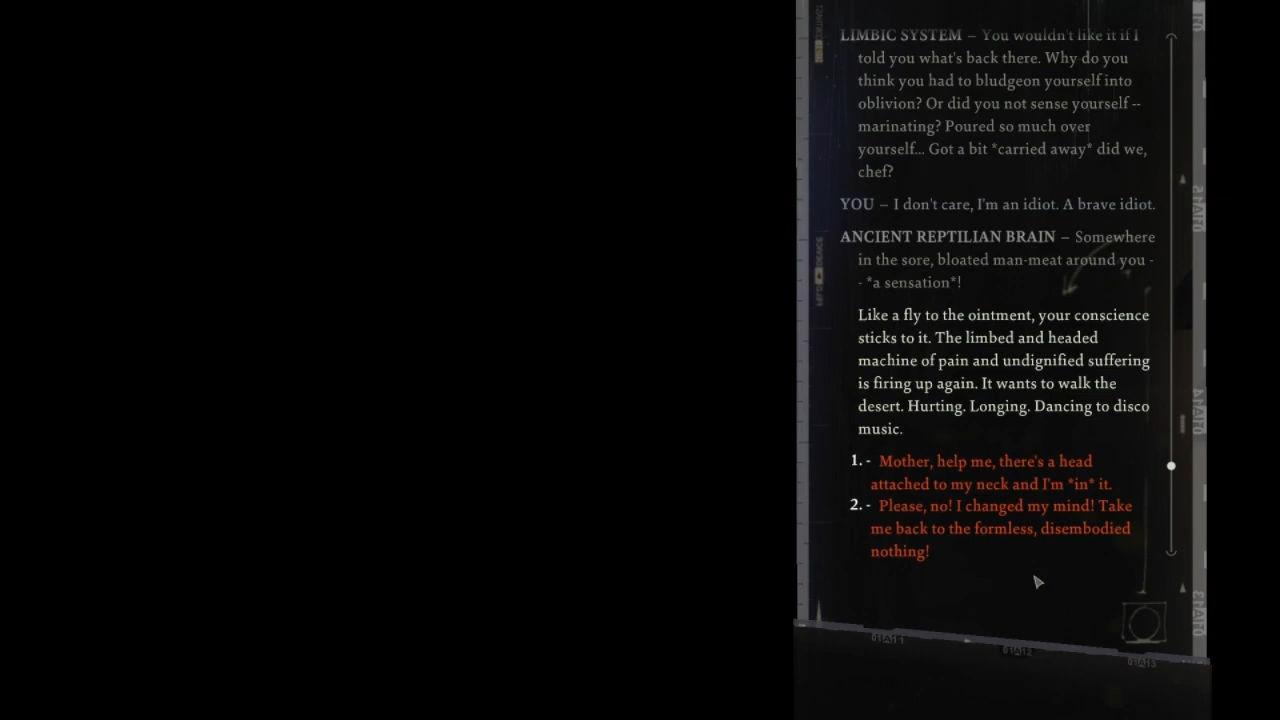 LIMBIC SYSTEM – You wouldn't like it if I
told you what's back there. Why do you
think you had to bludgeon yourself into
oblivion? Or did you not sense yourself --
marinating? Poured so much over
yourself... Got a bit *carried away* did we,
chef?
YOU – I don't care, I'm an idiot. A brave idiot.
ANCIENT REPTILIAN BRAIN – Somewhere
in the sore, bloated man-meat around you -
- *a sensation*!
Like a fly to the ointment, your conscience
sticks to it. The limbed and headed
machine of pain and undignified suffering
is firing up again. It wants to walk the
desert. Hurting. Longing. Dancing to disco
music.
1. - Mother, help me, there's a head
attached to my neck and I'm *in* it.
2. - Please, no! I changed my mind! Take
me back to the formless, disembodied
nothing!